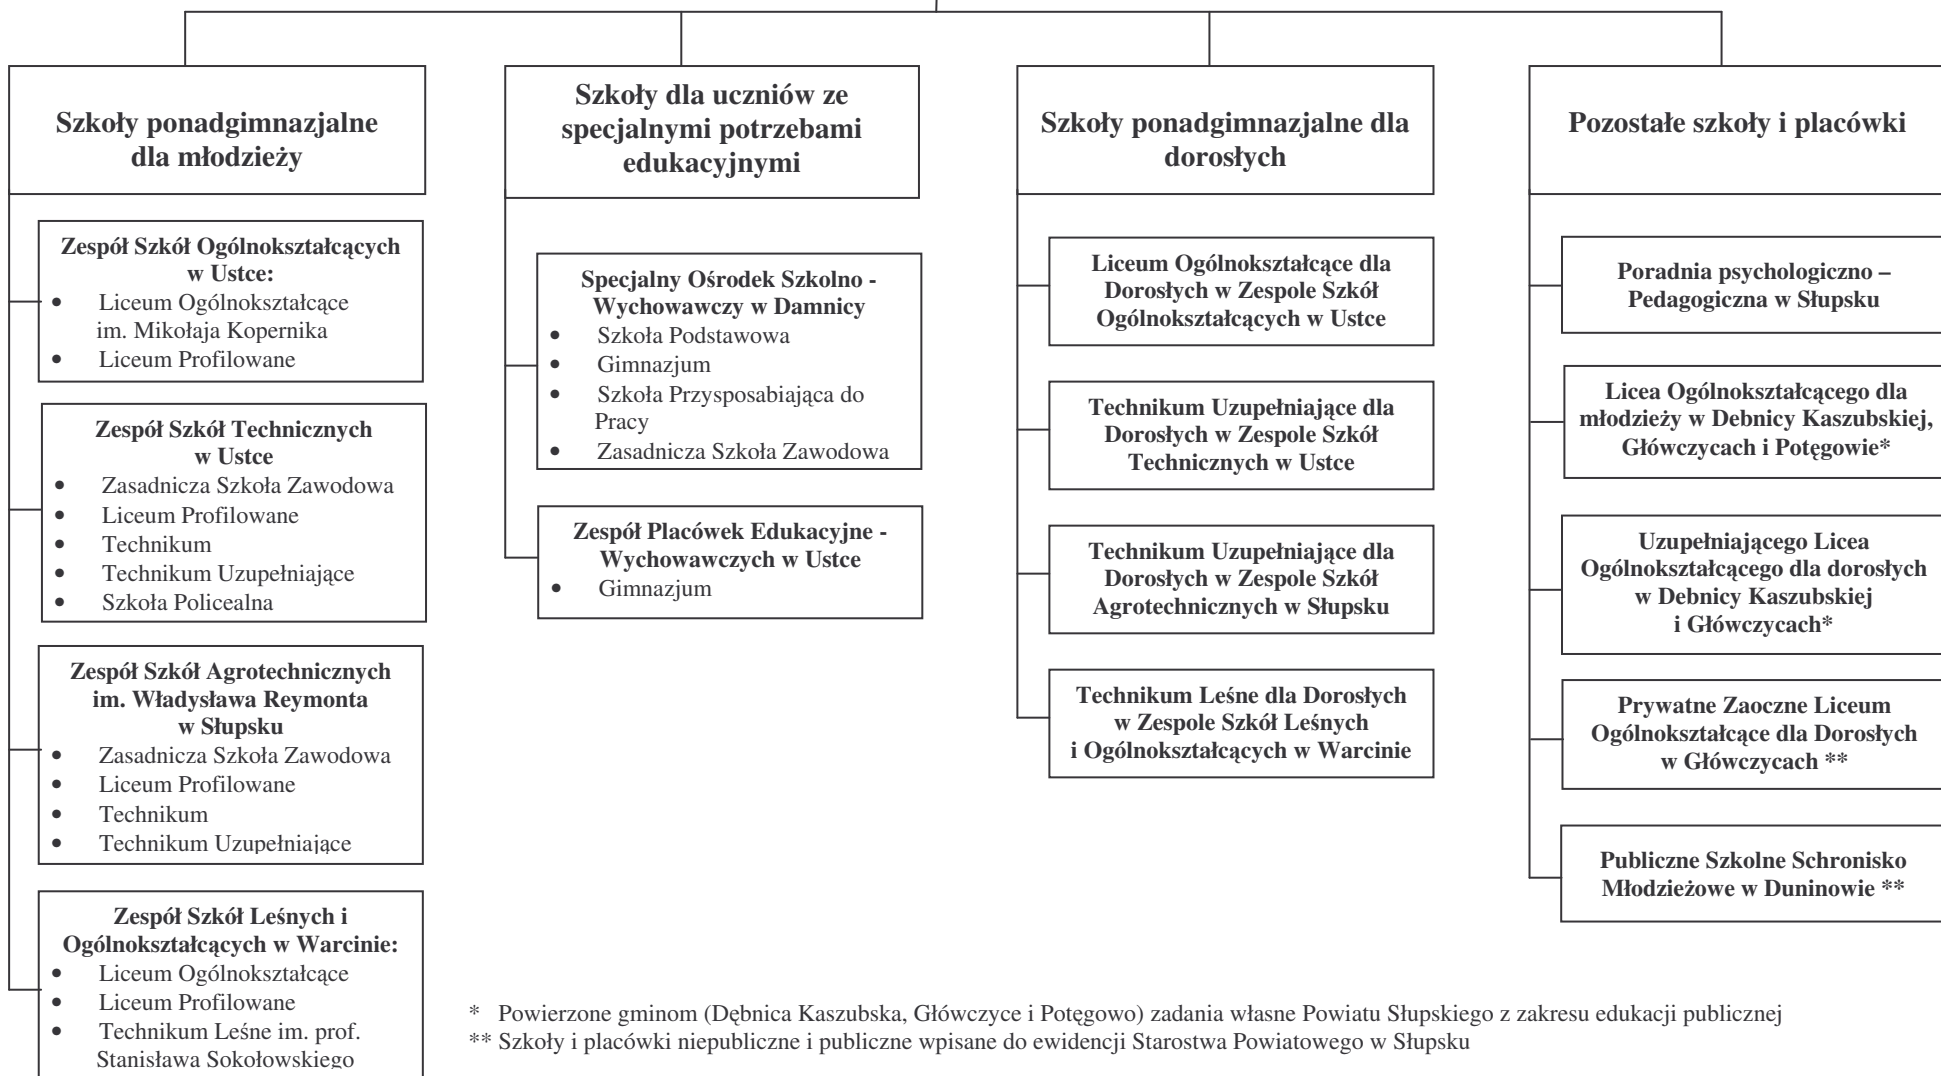 Szkoły ponadgimnazjalne
dla młodzieży
Zespół Szkół Ogólnokształcących
w Ustce:
• Liceum Ogólnokształcące
im. Mikołaja Kopernika
• Liceum Profilowane
Zespół Szkół Technicznych
w Ustce
• Zasadnicza Szkoła Zawodowa
• Liceum Profilowane
• Technikum
• Technikum Uzupełniające
• Szkoła Policealna
Zespół Szkół Agrotechnicznych
im. Władysława Reymonta
w Słupsku
• Zasadnicza Szkoła Zawodowa
• Liceum Profilowane
• Technikum
• Technikum Uzupełniające
Zespół Szkół Leśnych i
Ogólnokształcących w Warcinie:
• Liceum Ogólnokształcące
• Liceum Profilowane
• Technikum Leśne im. prof.
Stanisława Sokołowskiego
Szkoły dla uczniów ze
specjalnymi potrzebami
edukacyjnymi
Specjalny Ośrodek Szkolno -
Wychowawczy w Damnicy
• Szkoła Podstawowa
• Gimnazjum
• Szkoła Przysposabiająca do
Pracy
• Zasadnicza Szkoła Zawodowa
Zespół Placówek Edukacyjne -
Wychowawczych w Ustce
• Gimnazjum
Szkoły ponadgimnazjalne dla
dorosłych
Liceum Ogólnokształcące dla
Dorosłych w Zespole Szkół
Ogólnokształcących w Ustce
Technikum Uzupełniające dla
Dorosłych w Zespole Szkół
Technicznych w Ustce
Technikum Uzupełniające dla
Dorosłych w Zespole Szkół
Agrotechnicznych w Słupsku
Technikum Leśne dla Dorosłych
w Zespole Szkół Leśnych
i Ogólnokształcących w Warcinie
Pozostałe szkoły i placówki
Poradnia psychologiczno –
Pedagogiczna w Słupsku
Licea Ogólnokształcącego dla
młodzieży w Debnicy Kaszubskiej,
Główczycach i Potęgowie*
Uzupełniającego Licea
Ogólnokształcącego dla dorosłych
w Debnicy Kaszubskiej
i Główczycach*
Prywatne Zaoczne Liceum
Ogólnokształcące dla Dorosłych
w Główczycach **
Publiczne Szkolne Schronisko
Młodzieżowe w Duninowie **
* Powierzone gminom (Dębnica Kaszubska, Główczyce i Potęgowo) zadania własne Powiatu Słupskiego z zakresu edukacji publicznej
** Szkoły i placówki niepubliczne i publiczne wpisane do ewidencji Starostwa Powiatowego w Słupsku